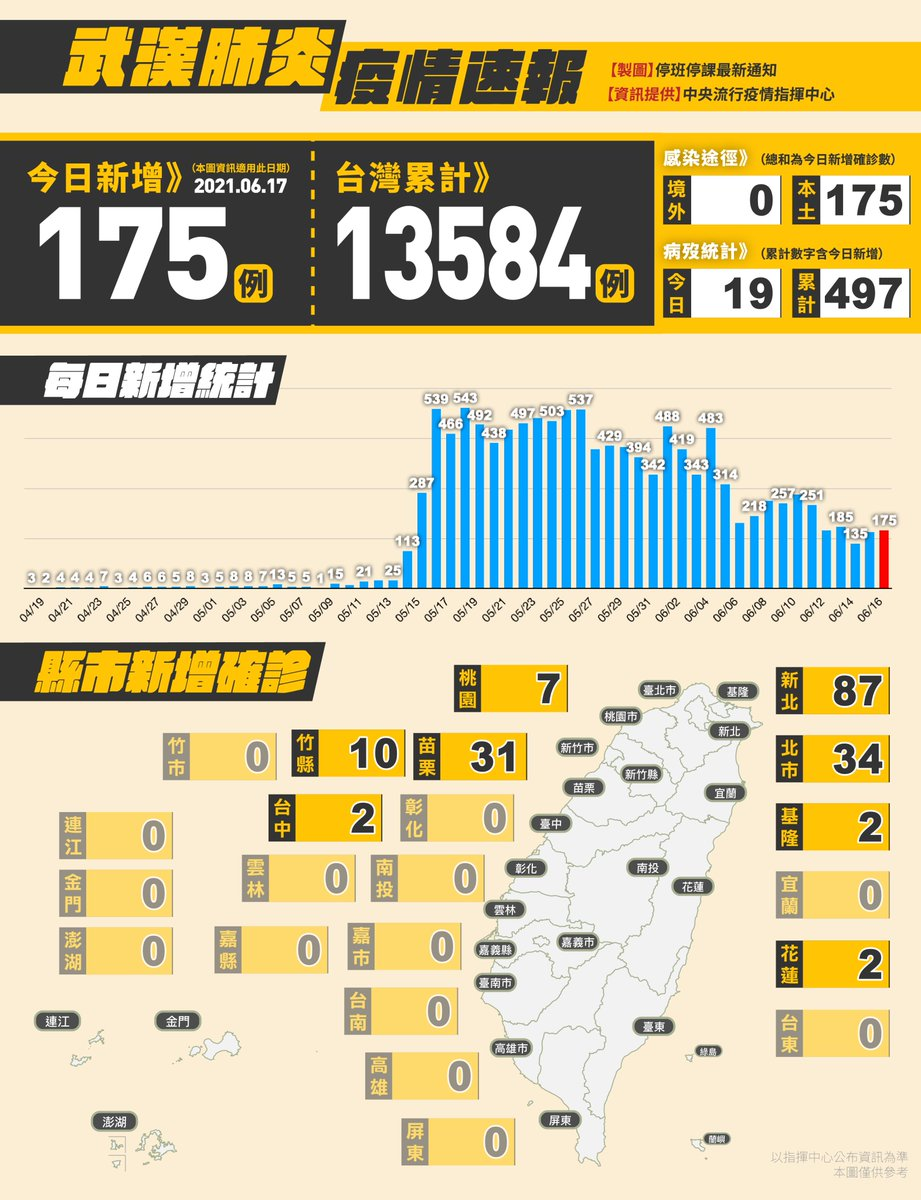 武漢肺炎
疫情速報
【製圖】停班停課最新通知
【資訊提供】中央流行疫情指揮中心
今日新增》(本圖資訊適用此日期)
2021.06.17
175例
台灣累計》
13584例
感染途徑》(總和為今日新增確診數)
境外 0 本土 175
病歿統計》(累計數字含今日新增)
今日 19 累計 497
每日新增統計
539 543
466 492 438 497 503 537
429 394 342 488 419 343 483 314
287
218 257 251
113
185 135 175
3 2 4 4 4 7 3 4 6 6 5 8 3 5 8 8 7 13 5 5 1 15 21 25
04/19 04/21 04/23 04/25 04/27 04/29 05/01 05/03 05/05 05/07 05/09 05/11 05/13 05/15 05/17 05/19 05/21 05/23 05/25 05/27 05/29 05/31 06/02 06/04 06/06 06/08 06/10 06/12 06/14 06/16
縣市新增確診
桃園 7
新北 87
竹市 0
竹縣 10
苗栗 31
北市 34
台中 2
彰化 0
基隆 2
連江 0
雲林 0
南投 0
宜蘭 0
金門 0
澎湖 0
嘉縣 0
嘉市 0
花蓮 2
台南 0
台東 0
高雄 0
屏東 0
臺北市
基隆
桃園市
新北
新竹市
新竹縣
苗栗
宜蘭
臺中
彰化
南投
花蓮
雲林
嘉義市
嘉義縣
臺南市
連江
金門
臺東
高雄市
綠島
澎湖
屏東
蘭嶼
以指揮中心公布資訊為準
本圖僅供參考